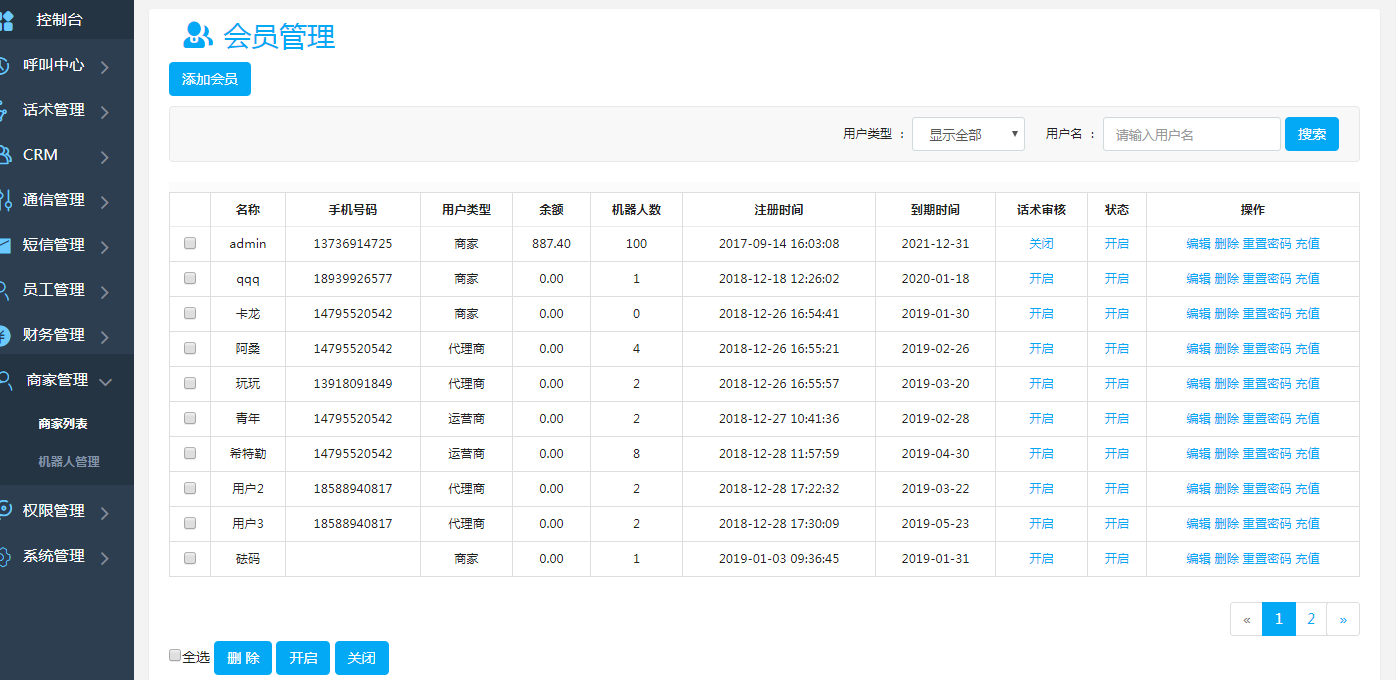 控制台
呼叫中心
话术管理
CRM
通信管理
短信管理
员工管理
财务管理
商家管理
商家列表
机器人管理
权限管理
系统管理
会员管理
添加会员
用户类型 ： 显示全部 用户名 ： 请输入用户名 搜索
名称 手机号码 用户类型 余额 机器人数 注册时间 到期时间 话术审核 状态 操作
admin 13736914725 商家 887.40 100 2017-09-14 16:03:08 2021-12-31 关闭 开启 编辑 删除 重置密码 充值
qqq 18939926577 商家 0.00 1 2018-12-18 12:26:02 2020-01-18 开启 开启 编辑 删除 重置密码 充值
卡龙 14795520542 商家 0.00 0 2018-12-26 16:54:41 2019-01-30 开启 开启 编辑 删除 重置密码 充值
阿桑 14795520542 代理商 0.00 4 2018-12-26 16:55:21 2019-02-26 开启 开启 编辑 删除 重置密码 充值
玩玩 13918091849 代理商 0.00 2 2018-12-26 16:55:57 2019-03-20 开启 开启 编辑 删除 重置密码 充值
青年 14795520542 运营商 0.00 2 2018-12-27 10:41:36 2019-02-28 开启 开启 编辑 删除 重置密码 充值
希特勒 14795520542 运营商 0.00 8 2018-12-28 11:57:59 2019-04-30 开启 开启 编辑 删除 重置密码 充值
用户2 18588940817 代理商 0.00 2 2018-12-28 17:22:32 2019-03-22 开启 开启 编辑 删除 重置密码 充值
用户3 18588940817 代理商 0.00 2 2018-12-28 17:30:09 2019-05-23 开启 开启 编辑 删除 重置密码 充值
砝码 商家 0.00 1 2019-01-03 09:36:45 2019-01-31 开启 开启 编辑 删除 重置密码 充值
« 1 2 »
全选 删 除 开启 关闭